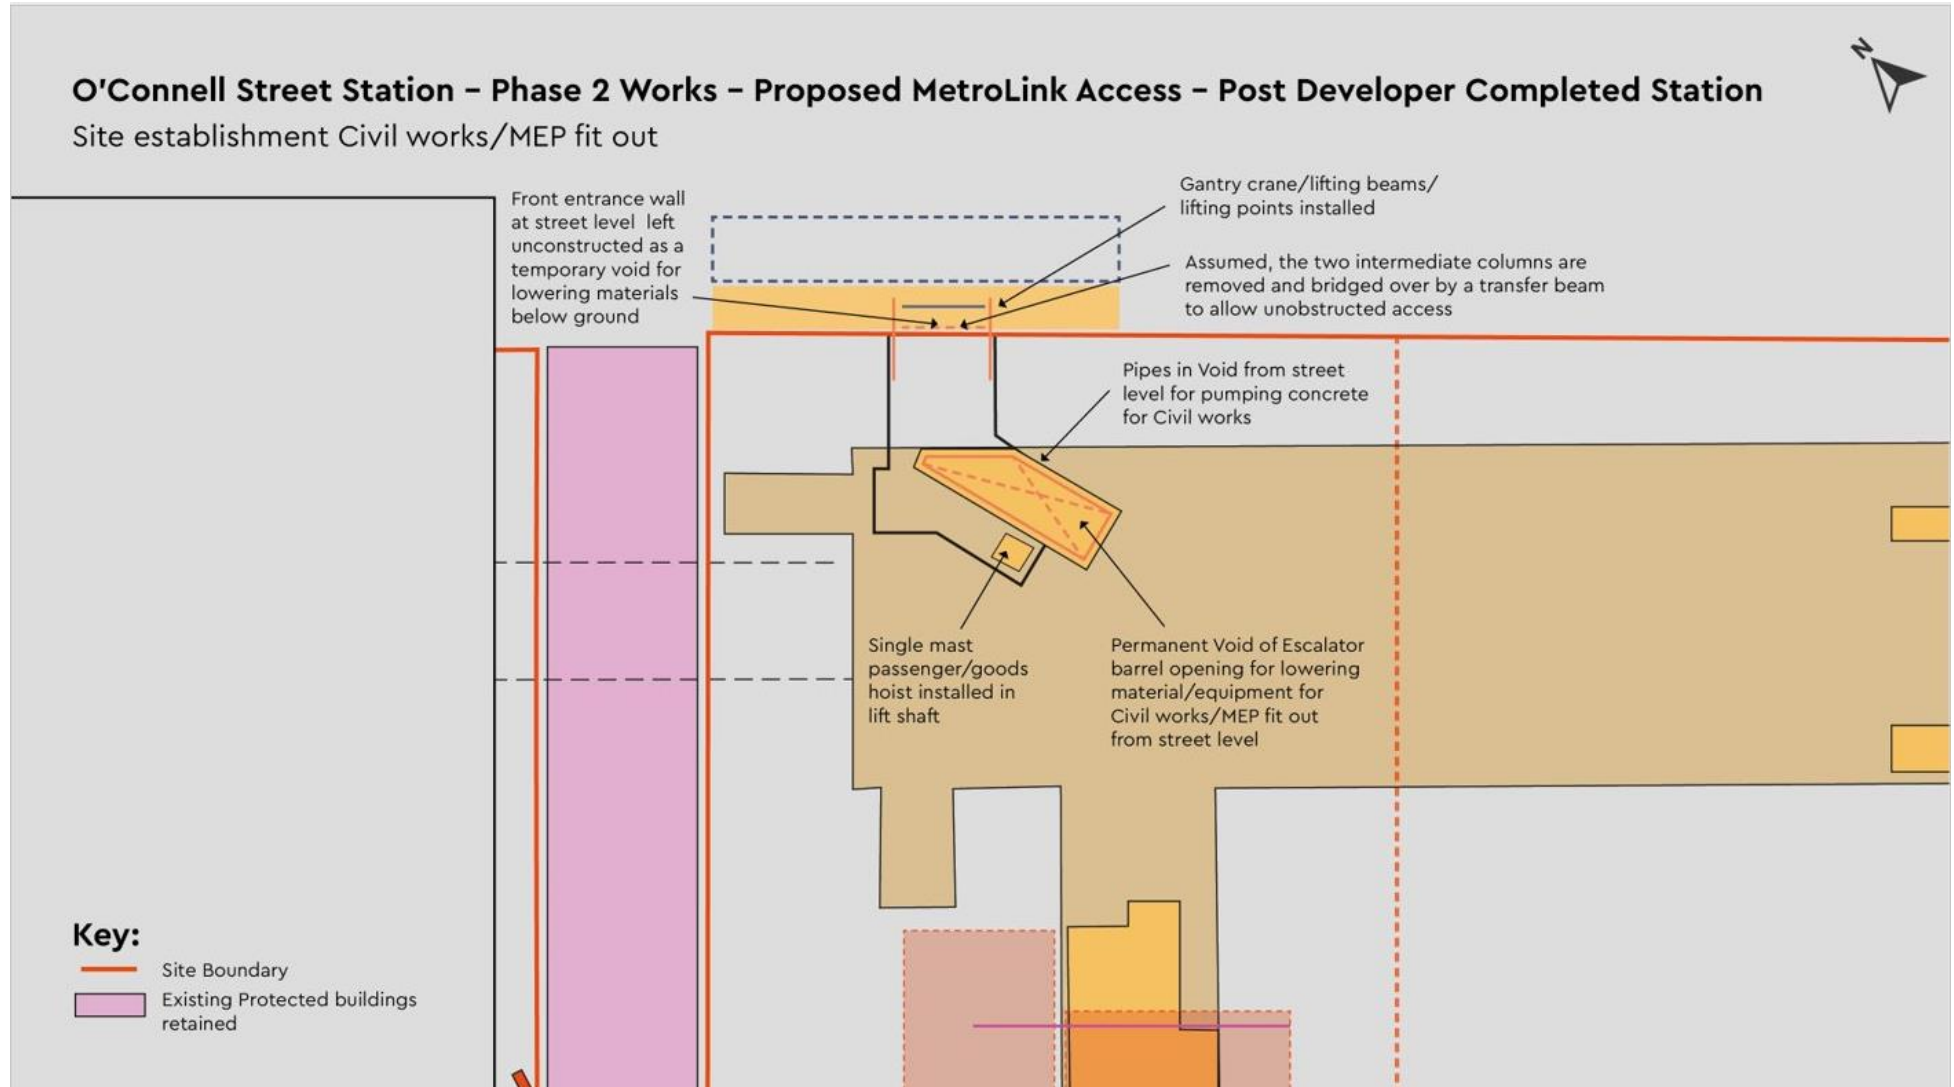 N
O'Connell Street Station – Phase 2 Works – Proposed MetroLink Access – Post Developer Completed Station
Site establishment Civil works/MEP fit out
Front entrance wall
at street level left
unconstructed as a
temporary void for
lowering materials
below ground
Gantry crane/lifting beams/
lifting points installed
Assumed, the two intermediate columns are
removed and bridged over by a transfer beam
to allow unobstructed access
Pipes in Void from street
level for pumping concrete
for Civil works
Single mast
passenger/goods
hoist installed in
lift shaft
Permanent Void of Escalator
barrel opening for lowering
material/equipment for
Civil works/MEP fit out
from street level
Key:
Site Boundary
Existing Protected buildings
retained